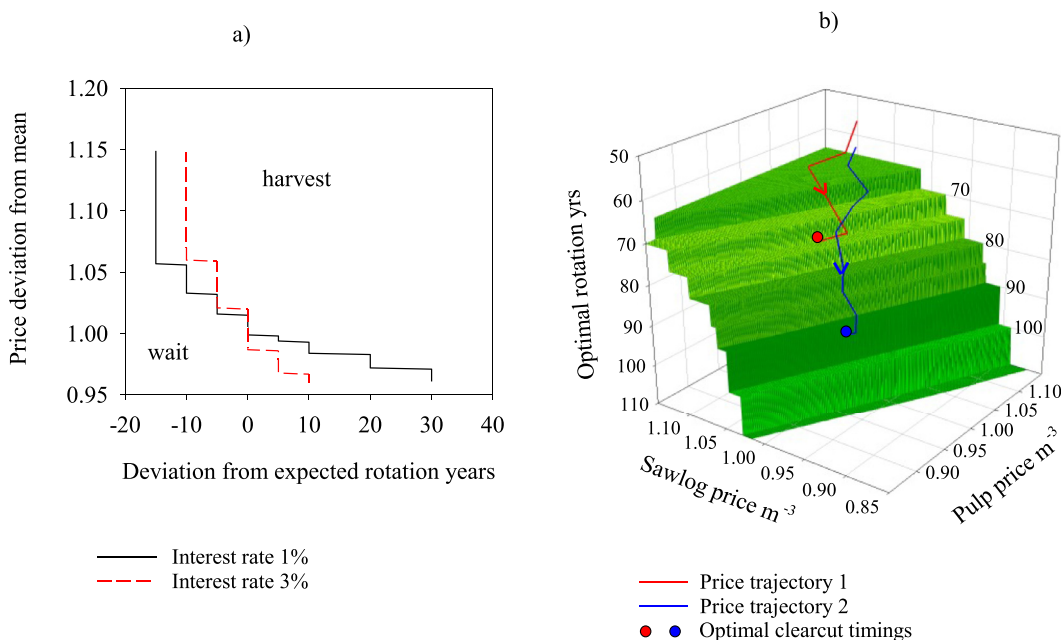 a)
1.20
1.15
1.10
1.05
1.00
0.95
-20 -10 0 10 20 30 40
Price deviation from mean
harvest
wait
Deviation from expected rotation years
Interest rate 1%
Interest rate 3%
b)
50
60
70
80
90
100
110
Optimal rotation yrs
70
80
90
100
1.10 1.05 1.00 0.95 0.90 0.85
Sawlog price m-3
0.90 0.95 1.00 1.05 1.10
Pulp price m-3
Price trajectory 1
Price trajectory 2
Optimal clearcut timings